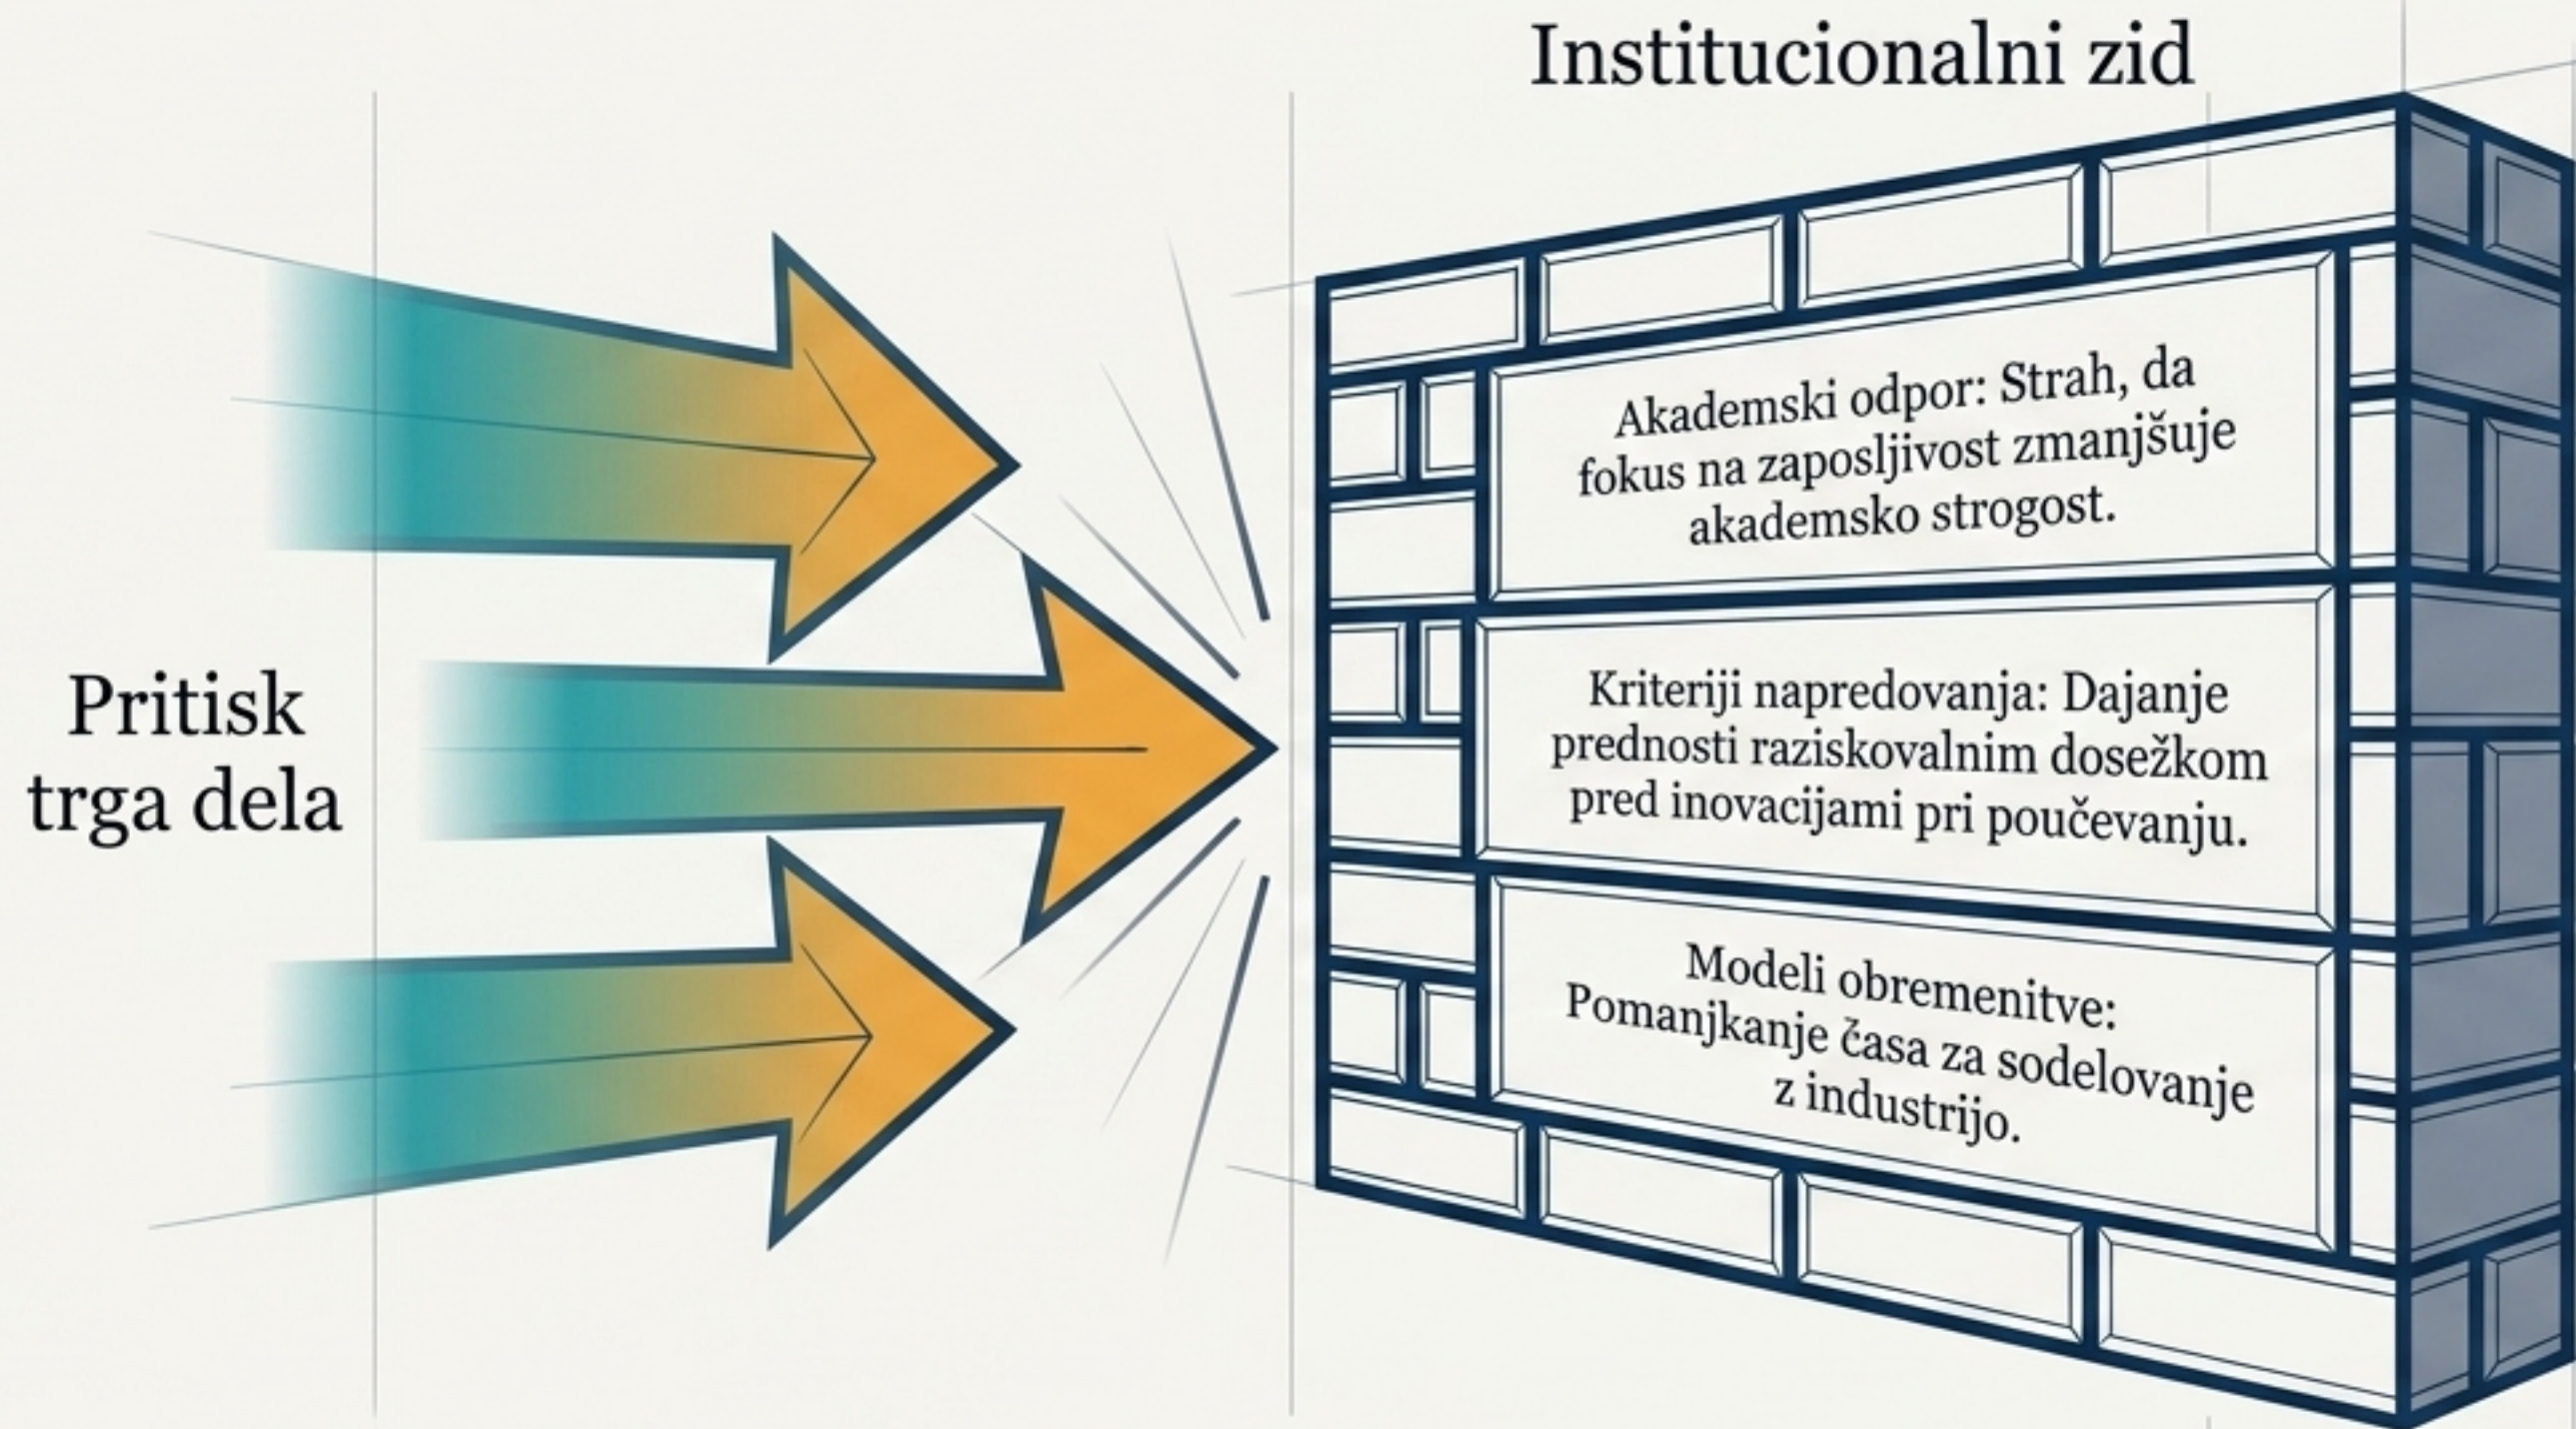 Institucionalni zid
Pritisk
trga dela
Akademski odpor: Strah, da
fokus na zaposljivost zmanjšuje
akademsko strogost.
Kriteriji napredovanja: Dajanje
prednosti raziskovalnim dosežkom
pred inovacijami pri poučevanju.
Modeli obremenitve:
Pomanjkanje časa za sodelovanje
z industrijo.